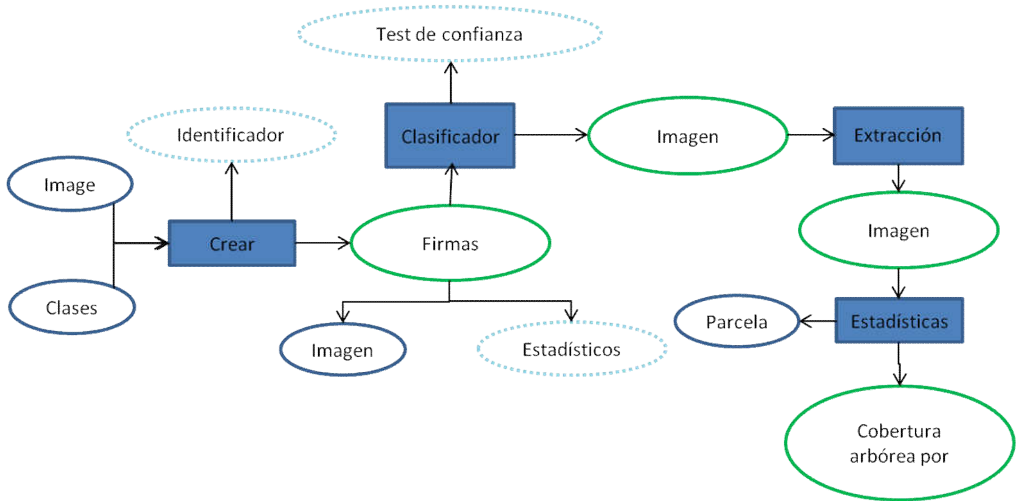 Test de confianza
Identificador
Clasificador
Imagen
Extracción
Image
Crear
Firmas
Imagen
Clases
Imagen
Estadísticos
Parcela
Estadísticas
Cobertura
arbórea por